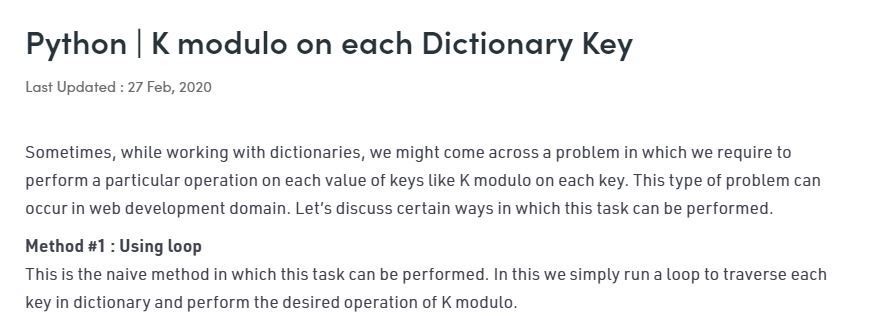 Python | K modulo on each Dictionary Key
Last Updated : 27 Feb, 2020
Sometimes, while working with dictionaries, we might come across a problem in which we require to
perform a particular operation on each value of keys like K modulo on each key. This type of problem can
occur in web development domain. Let’s discuss certain ways in which this task can be performed.
Method #1 : Using loop
This is the naive method in which this task can be performed. In this we simply run a loop to traverse each
key in dictionary and perform the desired operation of K modulo.